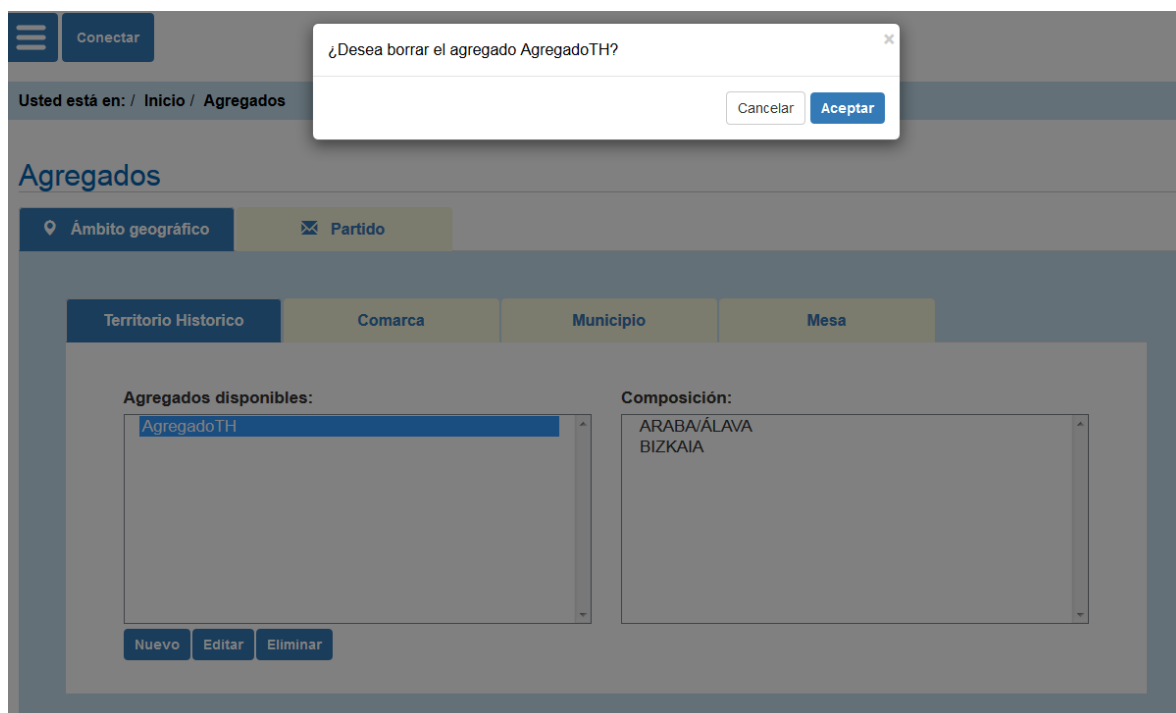 Conectar
¿Desea borrar el agregado AgregadoTH?
×
Cancelar Aceptar
Usted está en: / Inicio / Agregados
Agregados
Ámbito geográfico Partido
Territorio Historico Comarca Municipio Mesa
Agregados disponibles: Composición:
AgregadoTH ARABA/ÁLAVA
BIZKAIA
Nuevo Editar Eliminar